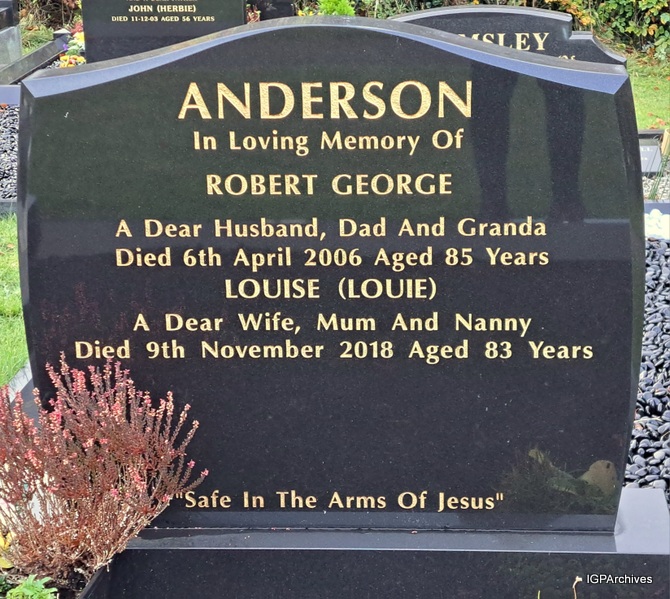 JOHN (HERBIE)
DIED 11-12-03 AGED 56 YEARS
MSLEY
ANDERSON
In Loving Memory Of
ROBERT GEORGE
A Dear Husband, Dad And Granda
Died 6th April 2006 Aged 85 Years
LOUISE (LOUIE)
A Dear Wife, Mum And Nanny
Died 9th November 2018 Aged 83 Years
"Safe In The Arms Of Jesus"
IGPArchives